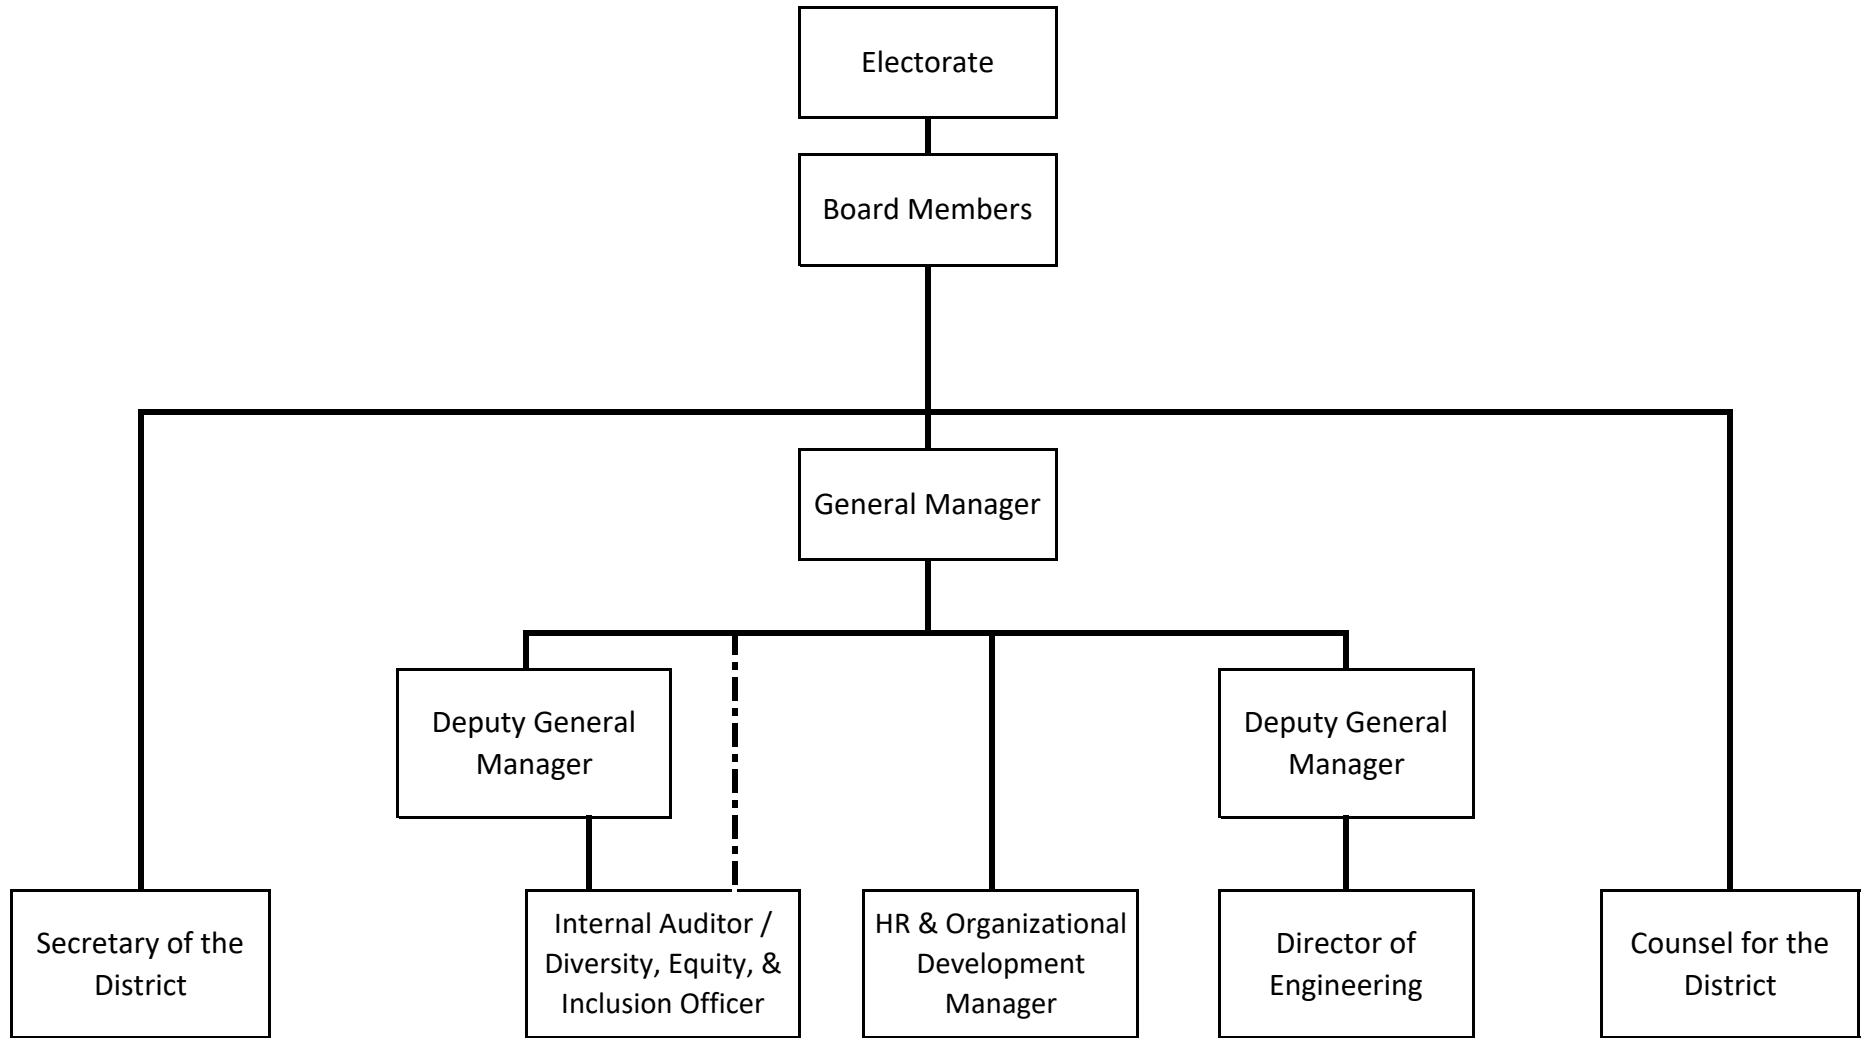 Electorate
Board Members
General Manager
Deputy General
Manager
Deputy General
Manager
Secretary of the
District
Internal Auditor /
Diversity, Equity, &
Inclusion Officer
HR & Organizational
Development
Manager
Director of
Engineering
Counsel for the
District